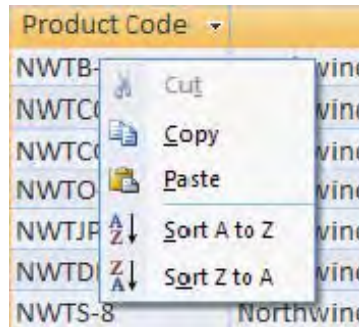 Product Code
NWTB-
Cut
NWTC
Copy
NWTC
Paste
NWTO
NWTJP
Sort A to Z
NWTD
Sort Z to A
NWTS-8 Northwind